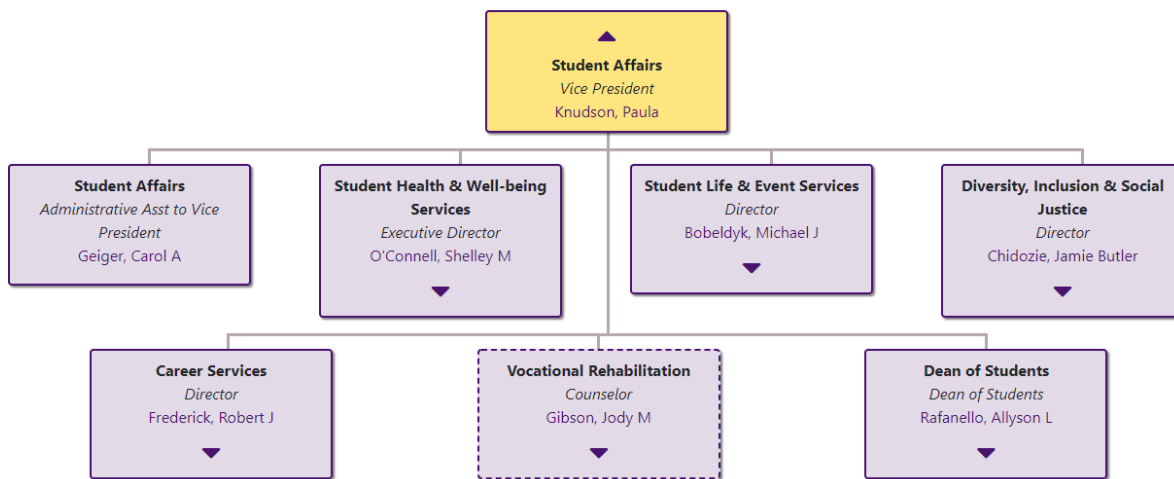 Student Affairs
Vice President
Knudson, Paula
Student Affairs
Administrative Asst to Vice
President
Geiger, Carol A
Student Health & Well-being
Services
Executive Director
O'Connell, Shelley M
Student Life & Event Services
Director
Bobeldyk, Michael J
Diversity, Inclusion & Social
Justice
Director
Chidozie, Jamie Butler
Career Services
Director
Frederick, Robert J
Vocational Rehabilitation
Counselor
Gibson, Jody M
Dean of Students
Dean of Students
Rafanello, Allyson L